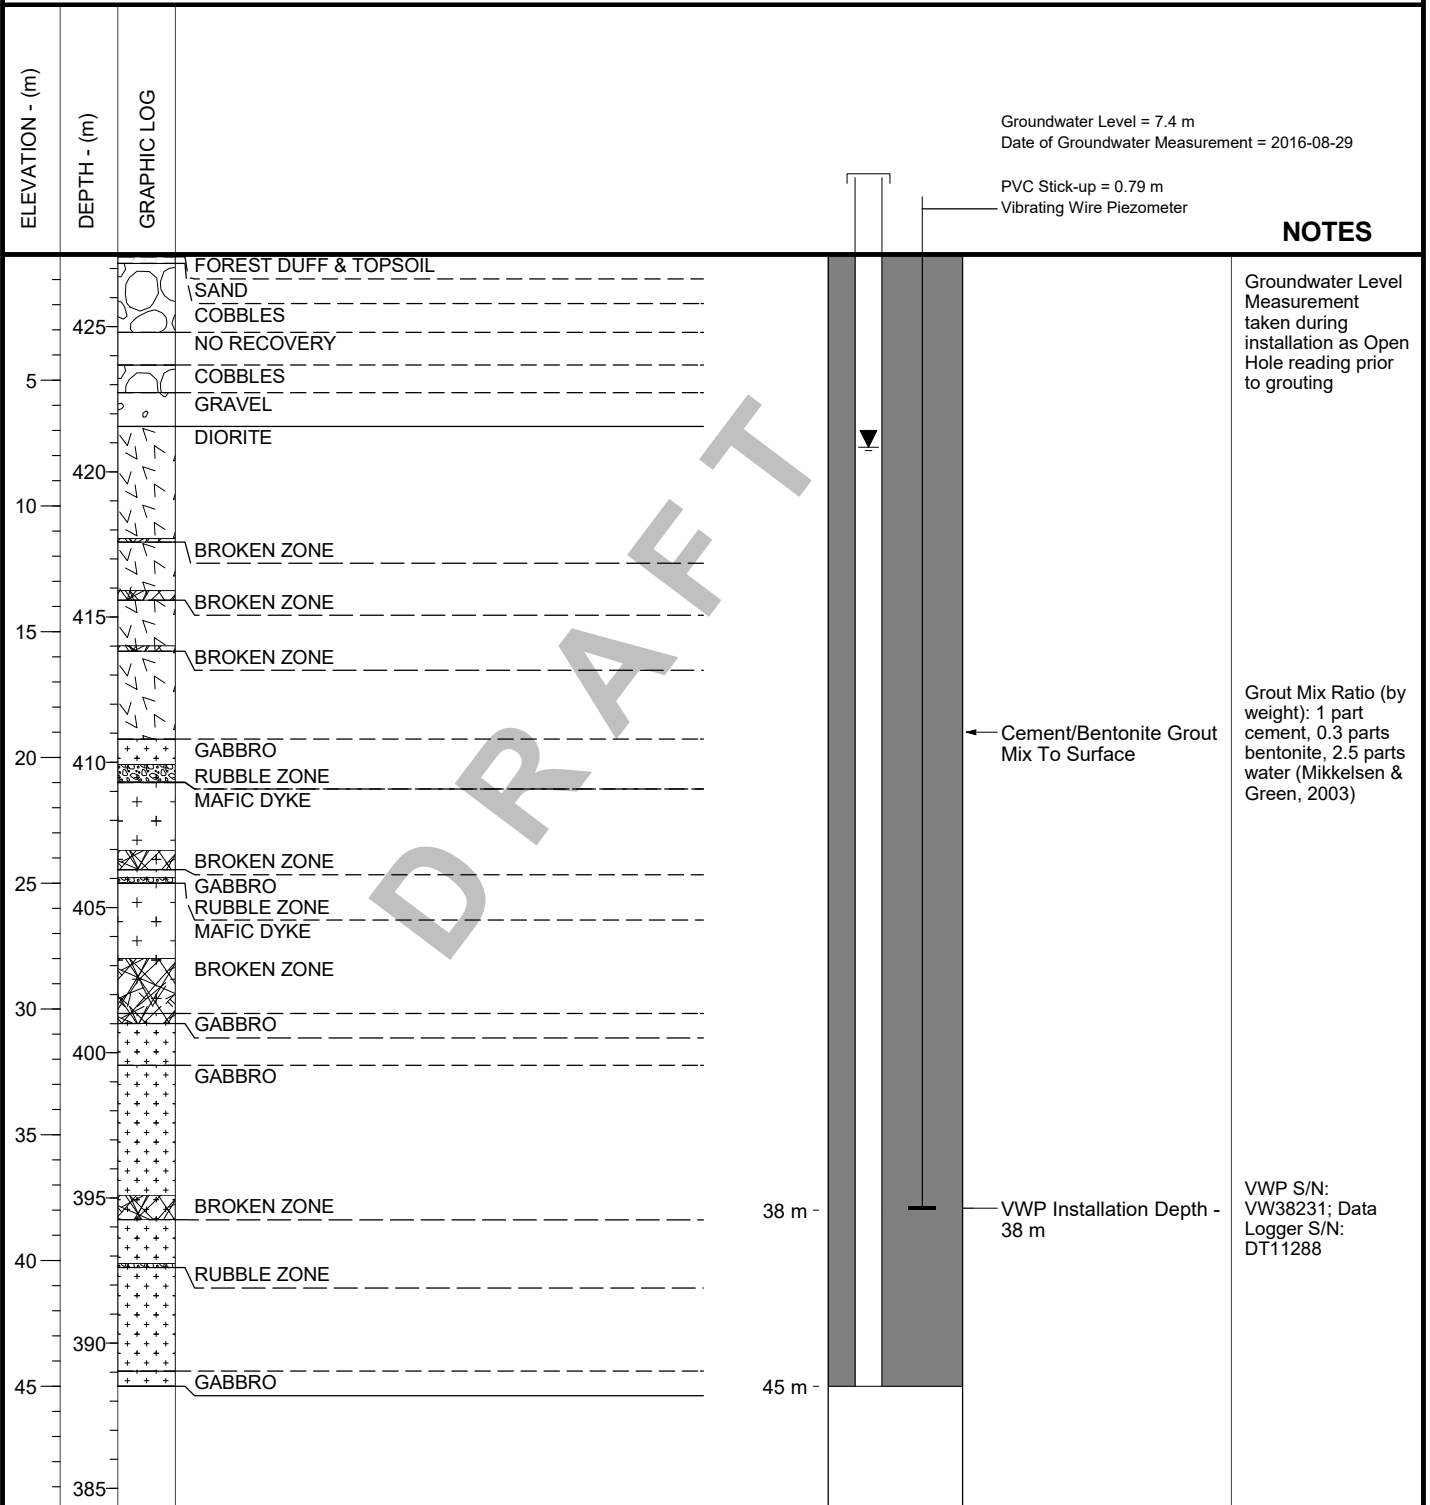 ELEVATION - (m)
DEPTH - (m)
GRAPHIC LOG
Groundwater Level = 7.4 m
Date of Groundwater Measurement = 2016-08-29
PVC Stick-up = 0.79 m
Vibrating Wire Piezometer
NOTES
FOREST DUFF & TOPSOIL
SAND
COBBLES
425
NO RECOVERY
5
COBBLES
GRAVEL
DIORITE
420
10
BROKEN ZONE
BROKEN ZONE
415
15
BROKEN ZONE
GABBRO
20
410
RUBBLE ZONE
MAFIC DYKE
BROKEN ZONE
25
GABBRO
405
RUBBLE ZONE
MAFIC DYKE
BROKEN ZONE
30
GABBRO
400
GABBRO
35
395
BROKEN ZONE
40
RUBBLE ZONE
390
45
GABBRO
385
DRAFT
38 m
45 m
Cement/Bentonite Grout
Mix To Surface
VWP Installation Depth -
38 m
Groundwater Level
Measurement
taken during
installation as Open
Hole reading prior
to grouting
Grout Mix Ratio (by
weight): 1 part
cement, 0.3 parts
bentonite, 2.5 parts
water (Mikkelsen &
Green, 2003)
VWP S/N:
VW38231; Data
Logger S/N:
DT11288